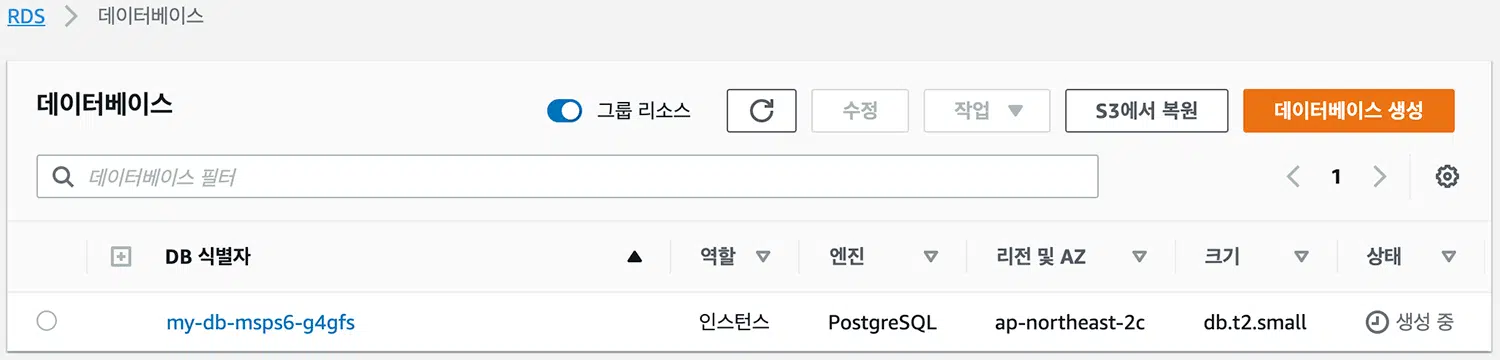 RDS > 데이터베이스
데이터베이스 그룹 리소스 수정 작업 S3에서 복원 데이터베이스 생성
데이터베이스 필터 1
DB 식별자 역할 엔진 리전 및 AZ 크기 상태
my-db-msps6-g4gfs 인스턴스 PostgreSQL ap-northeast-2c db.t2.small 생성 중